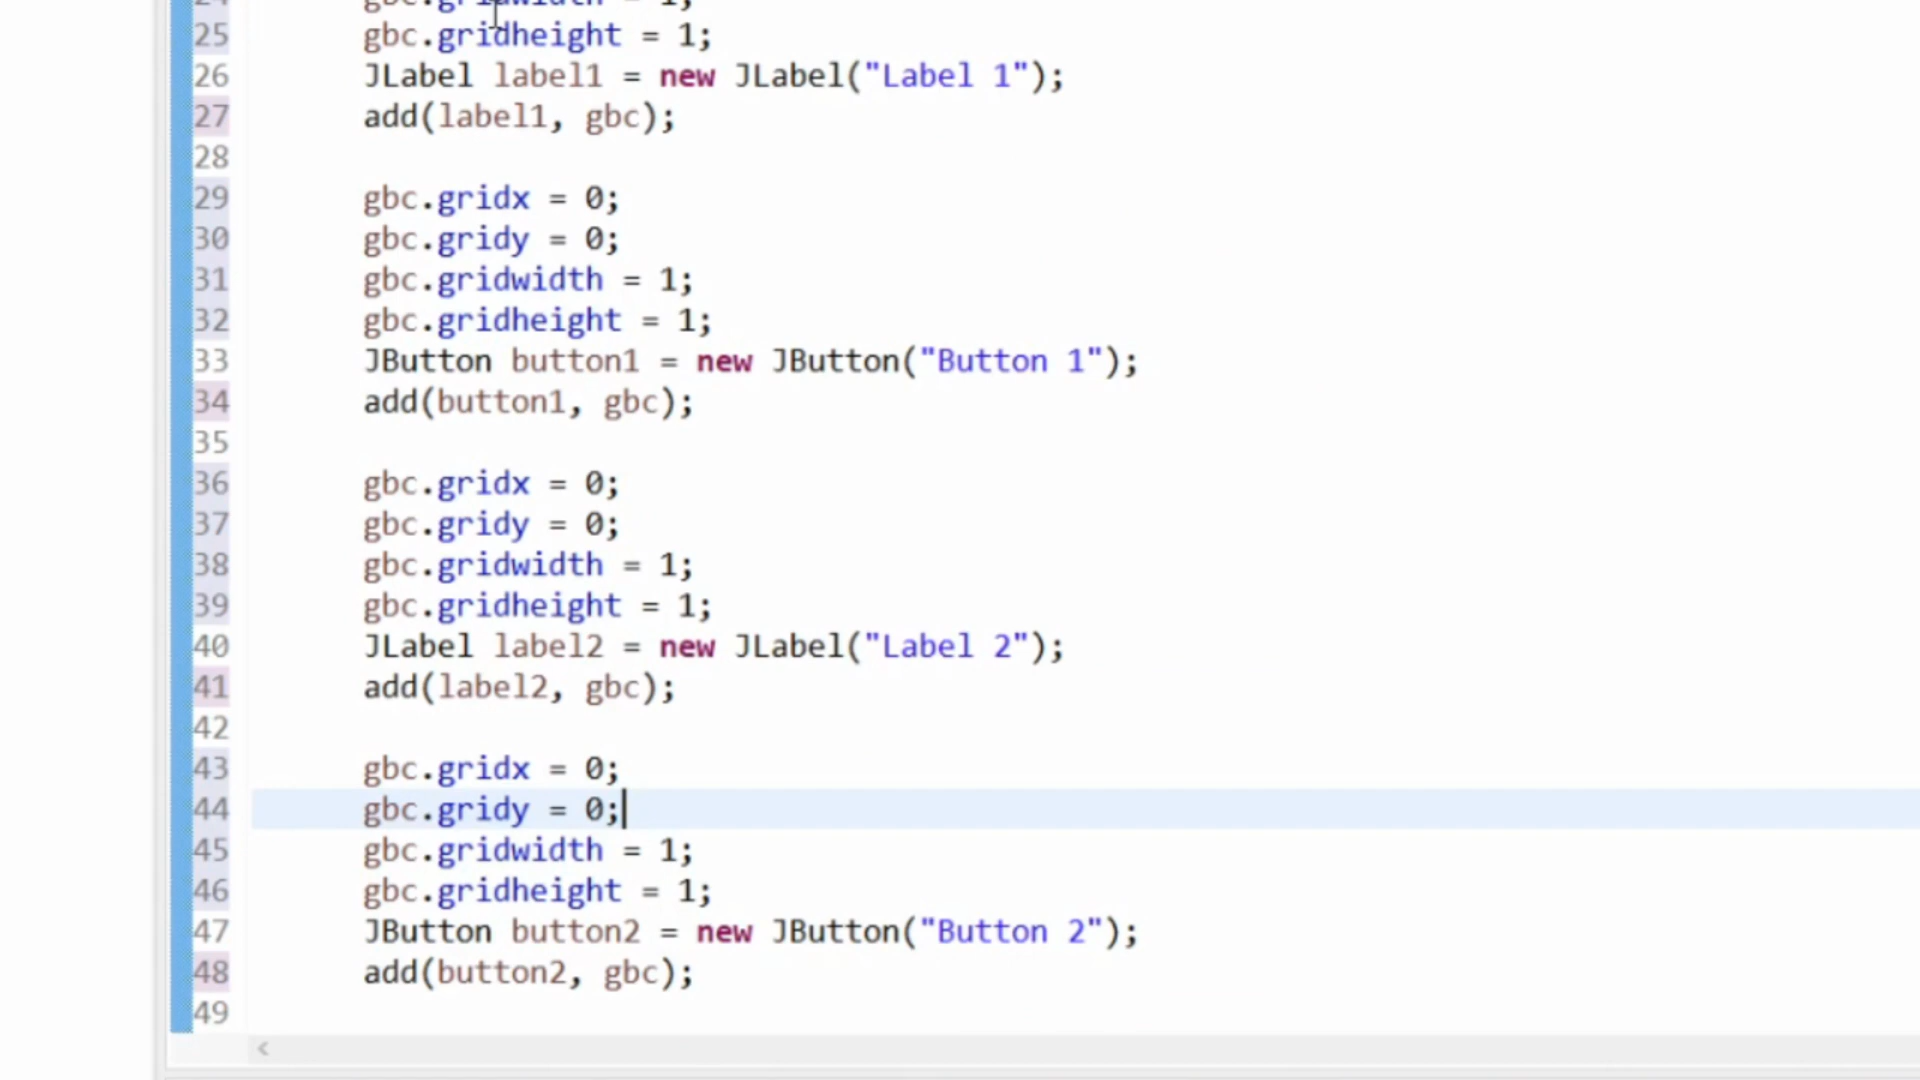 24 gbc.gridwidth = 1;
25 gbc.gridheight = 1;
26 JLabel label1 = new JLabel("Label 1");
27 add(label1, gbc);
28
29 gbc.gridx = 0;
30 gbc.gridy = 0;
31 gbc.gridwidth = 1;
32 gbc.gridheight = 1;
33 JButton button1 = new JButton("Button 1");
34 add(button1, gbc);
35
36 gbc.gridx = 0;
37 gbc.gridy = 0;
38 gbc.gridwidth = 1;
39 gbc.gridheight = 1;
40 JLabel label2 = new JLabel("Label 2");
41 add(label2, gbc);
42
43 gbc.gridx = 0;
44 gbc.gridy = 0;
45 gbc.gridwidth = 1;
46 gbc.gridheight = 1;
47 JButton button2 = new JButton("Button 2");
48 add(button2, gbc);
49